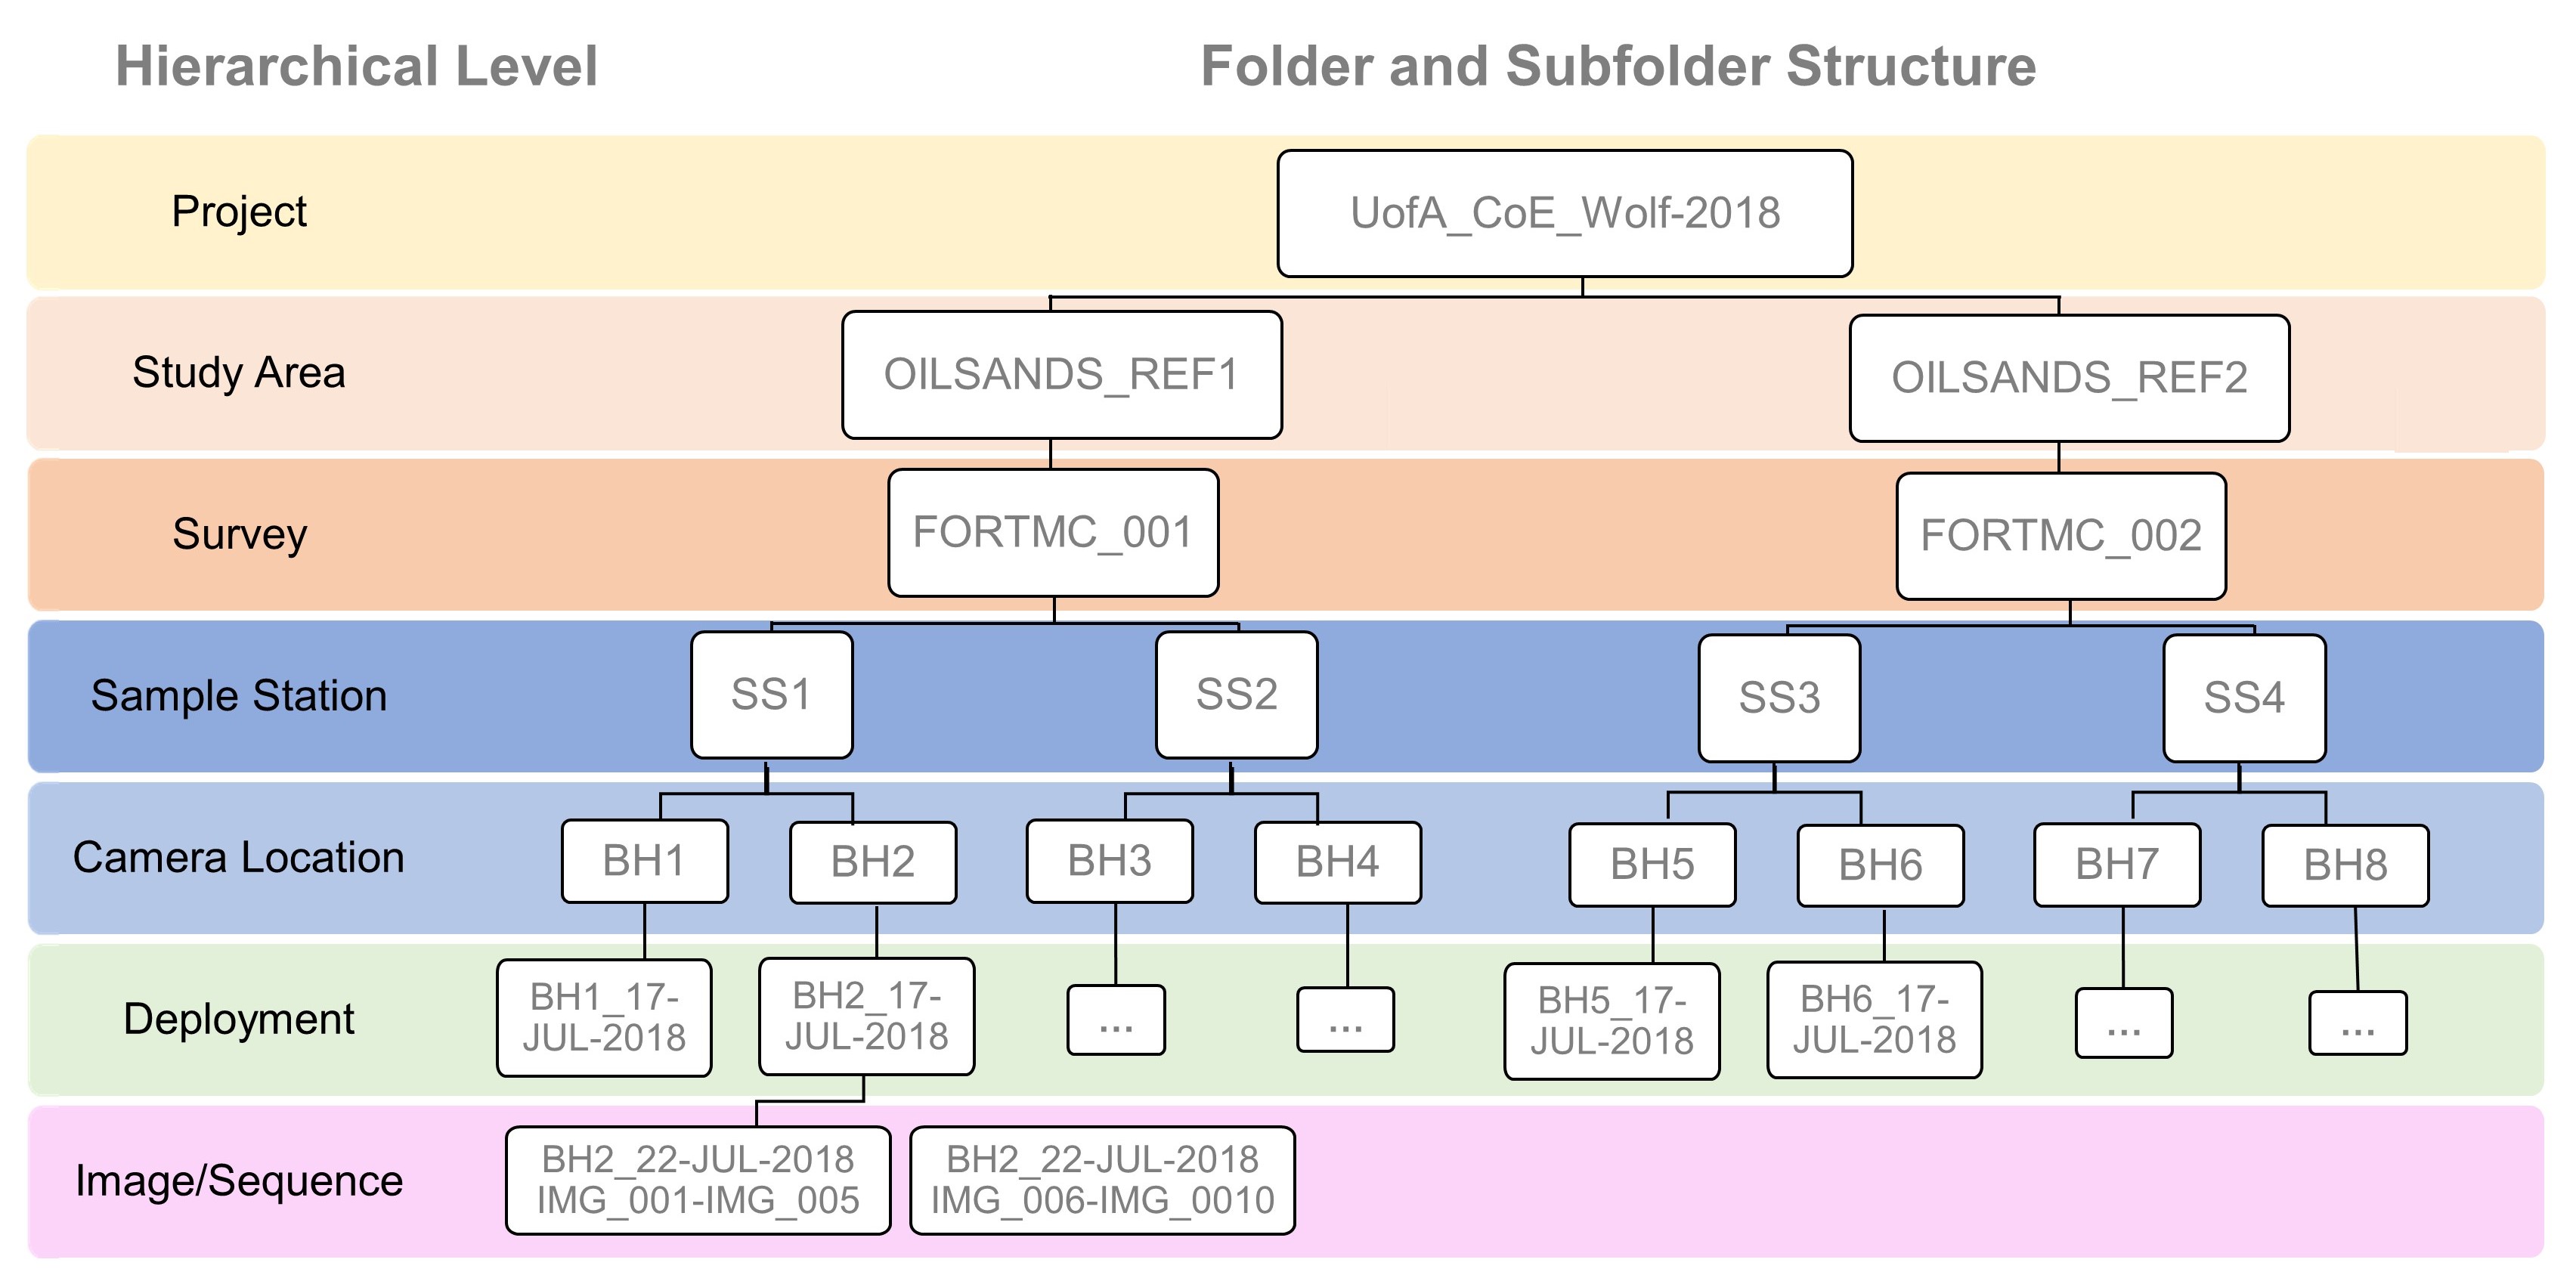 Hierarchical Level
Folder and Subfolder Structure
Project
UofA_CoE_Wolf-2018
Study Area
OILSANDS_REF1
OILSANDS_REF2
Survey
FORTMC_001
FORTMC_002
Sample Station
SS1
SS2
SS3
SS4
Camera Location
BH1
BH2
BH3
BH4
BH5
BH6
BH7
BH8
Deployment
BH1_17-
JUL-2018
BH2_17-
JUL-2018
...
...
BH5_17-
JUL-2018
BH6_17-
JUL-2018
...
...
Image/Sequence
BH2_22-JUL-2018
IMG_001-IMG_005
BH2_22-JUL-2018
IMG_006-IMG_0010